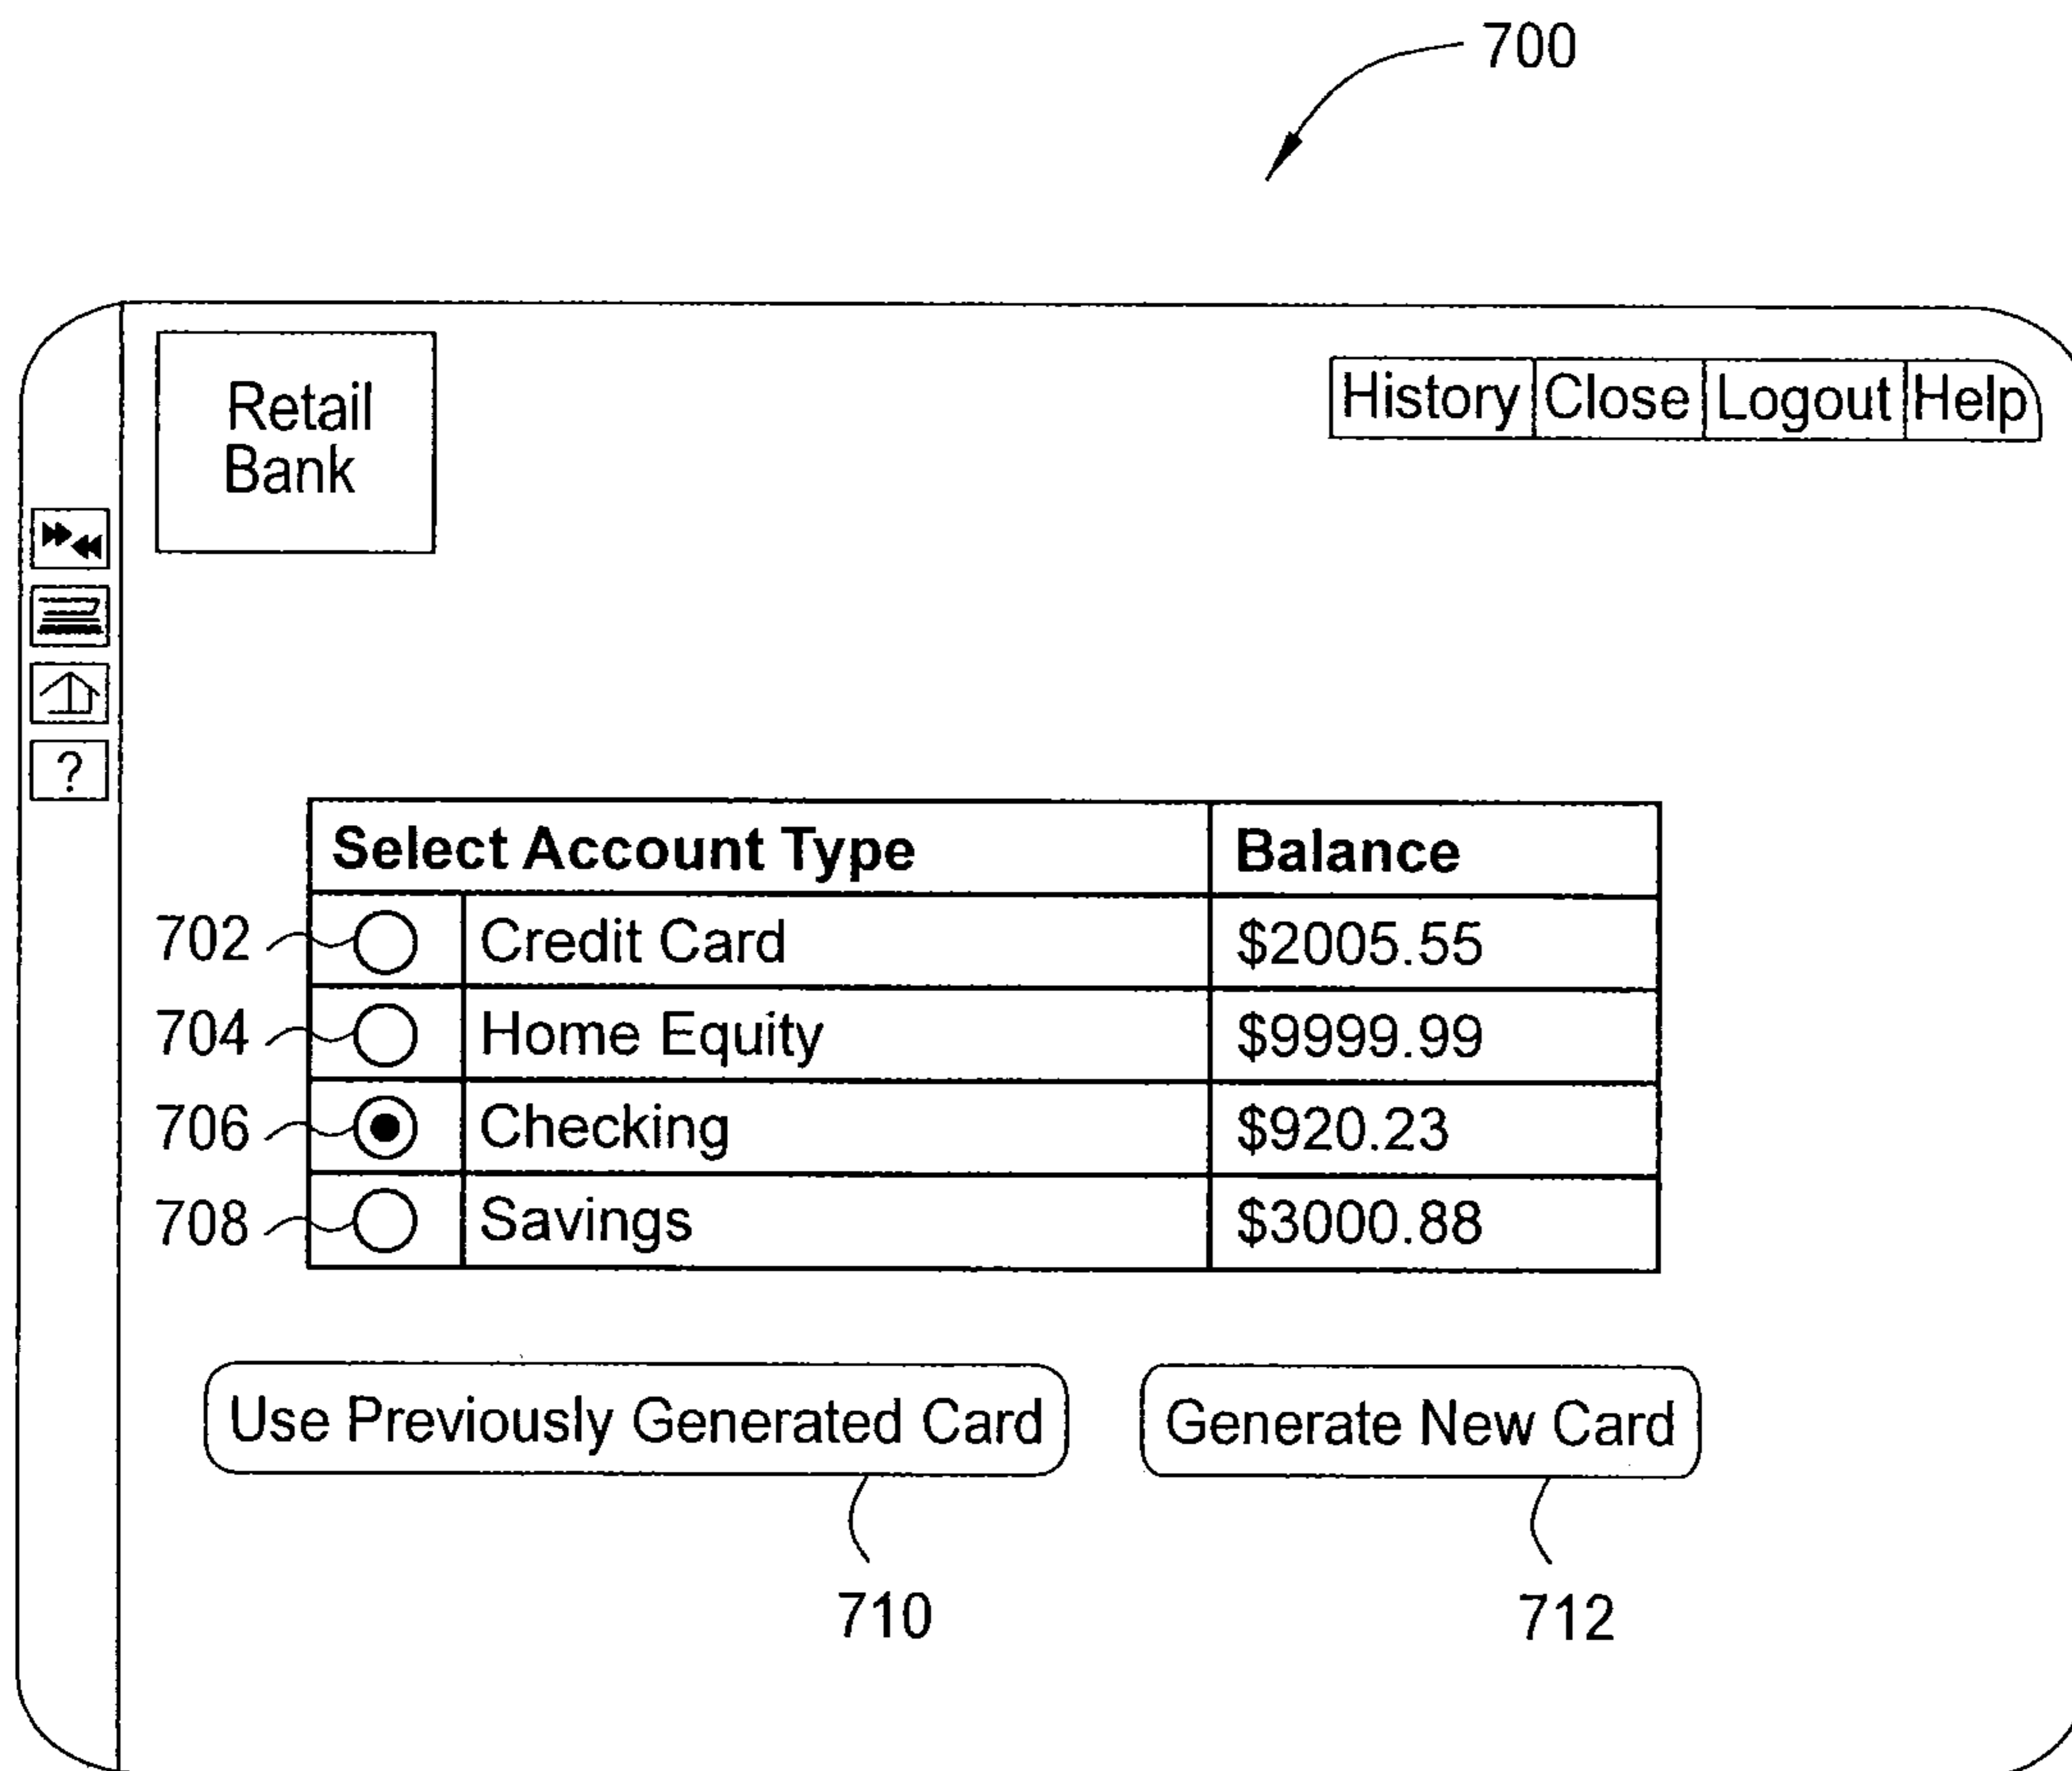 700
Retail
Bank
History Close Logout Help
?
Select Account Type Balance
702 Credit Card $2005.55
704 Home Equity $9999.99
706 Checking $920.23
708 Savings $3000.88
Use Previously Generated Card Generate New Card
710 712